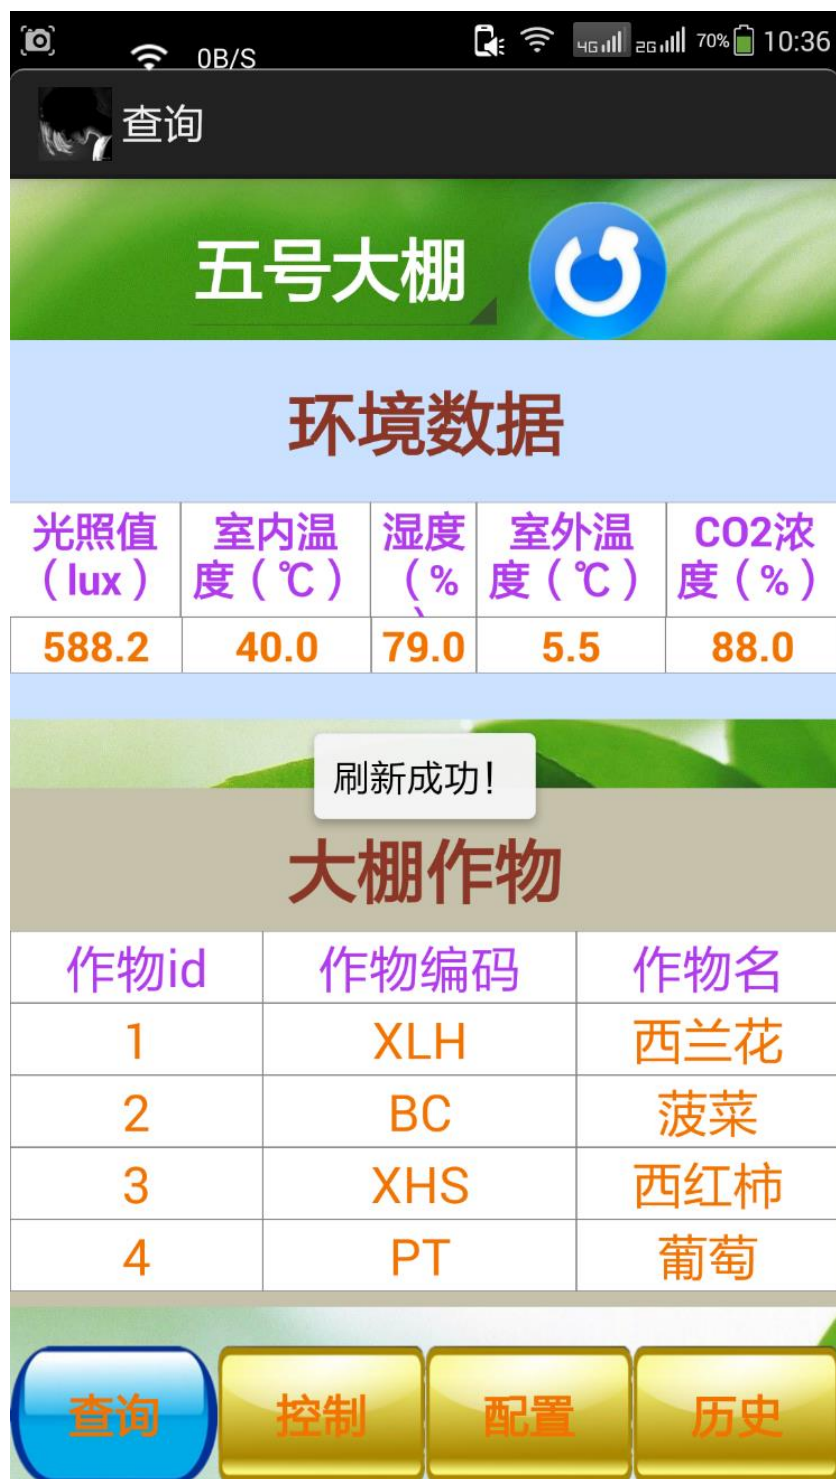 0B/S 4G 2G 70% 10:36
查询
五号大棚
环境数据
光照值（lux） 室内温度（℃） 湿度（%） 室外温度（℃） CO2浓度（%）
588.2 40.0 79.0 5.5 88.0
刷新成功！
大棚作物
作物id 作物编码 作物名
1 XLH 西兰花
2 BC 菠菜
3 XHS 西红柿
4 PT 葡萄
查询 控制 配置 历史